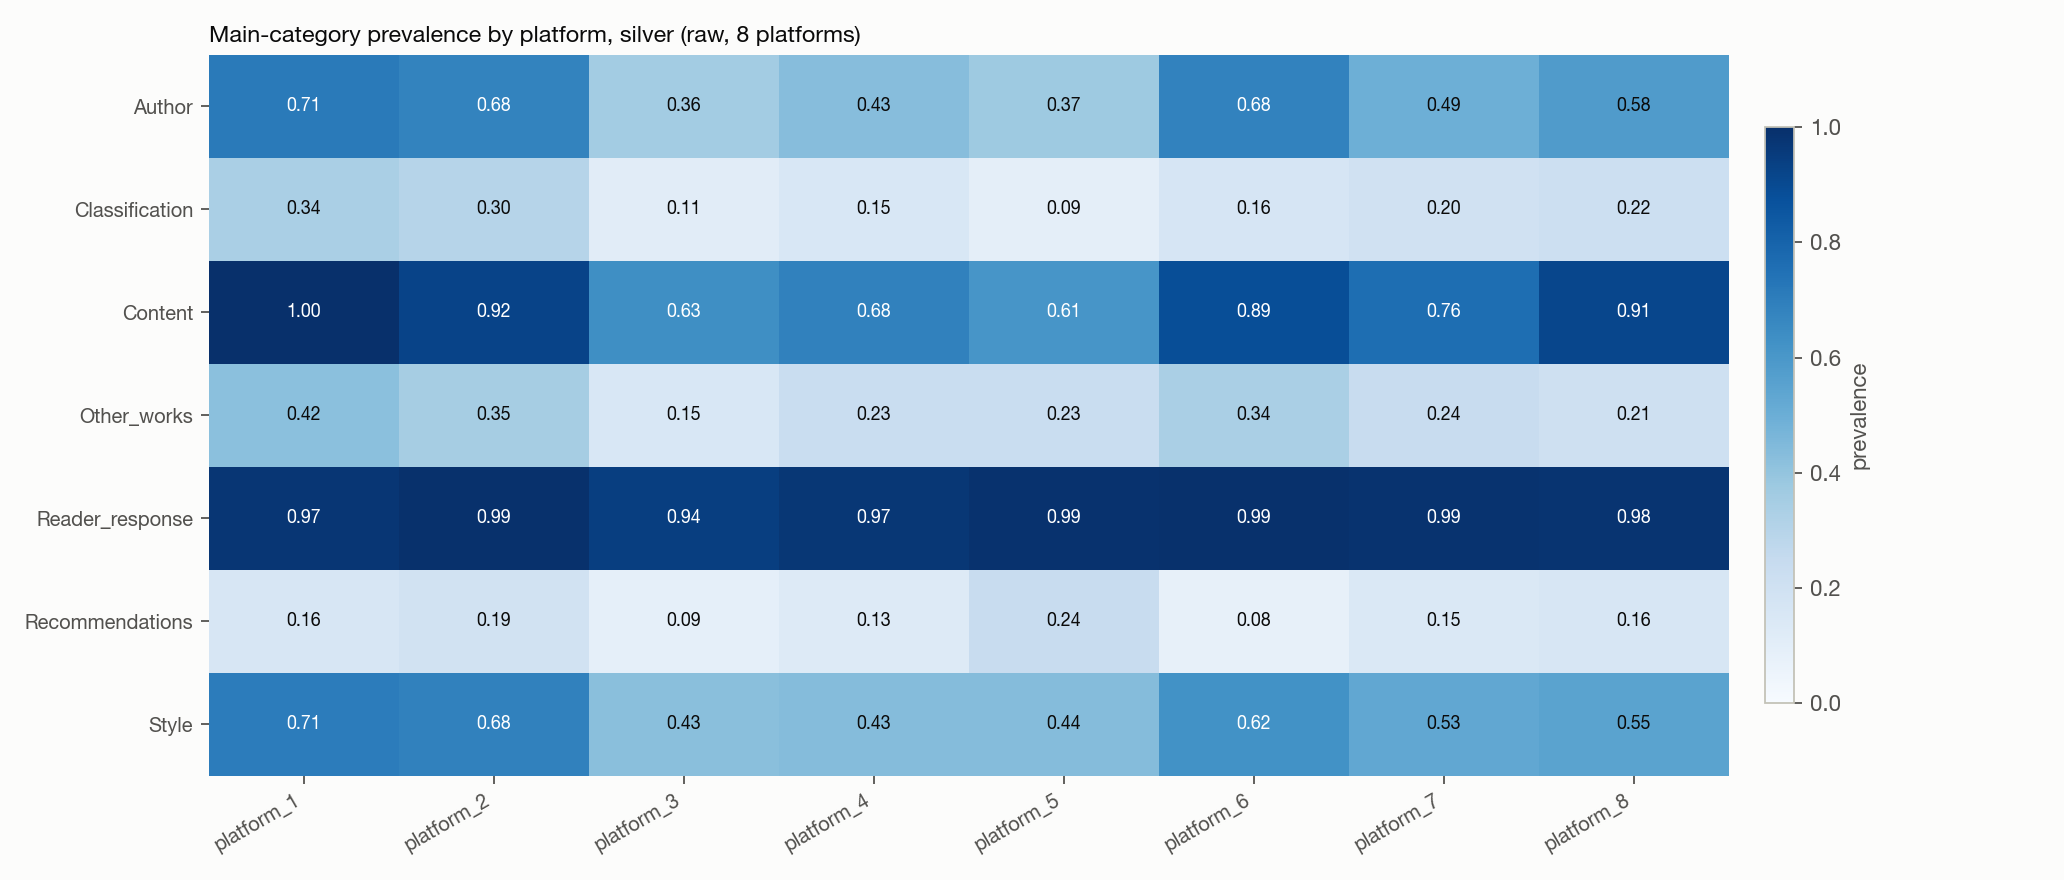 Main-category prevalence by platform, silver (raw, 8 platforms)
Author 0.71 0.68 0.36 0.43 0.37 0.68 0.49 0.58
Classification 0.34 0.30 0.11 0.15 0.09 0.16 0.20 0.22
Content 1.00 0.92 0.63 0.68 0.61 0.89 0.76 0.91
Other_works 0.42 0.35 0.15 0.23 0.23 0.34 0.24 0.21
Reader_response 0.97 0.99 0.94 0.97 0.99 0.99 0.99 0.98
Recommendations 0.16 0.19 0.09 0.13 0.24 0.08 0.15 0.16
Style 0.71 0.68 0.43 0.43 0.44 0.62 0.53 0.55
platform_1 platform_2 platform_3 platform_4 platform_5 platform_6 platform_7 platform_8
1.0
0.8
0.6
0.4
0.2
0.0
prevalence